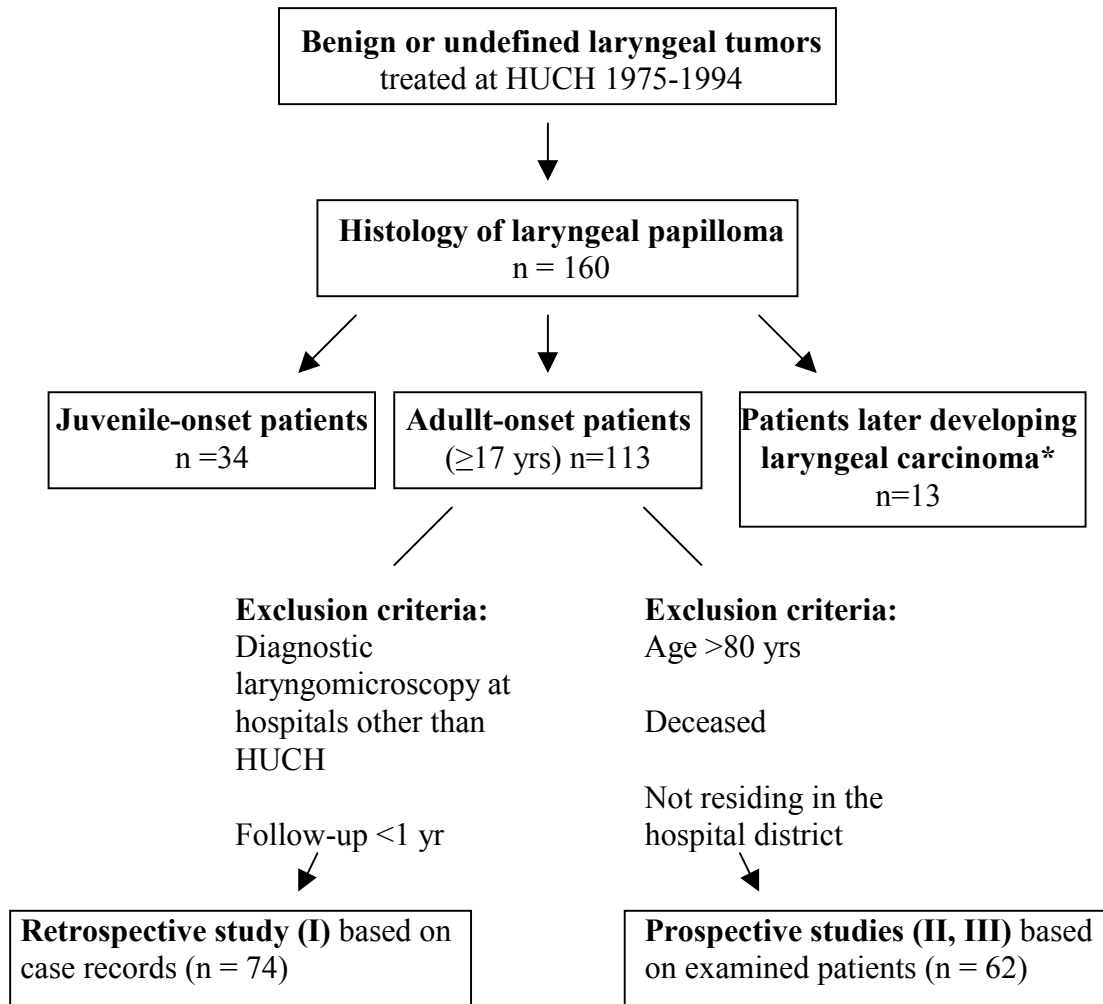 Benign or undefined laryngeal tumors
treated at HUCH 1975-1994
Histology of laryngeal papilloma
n = 160
Juvenile-onset patients
n =34
Adullt-onset patients
(≥17 yrs) n=113
Patients later developing
laryngeal carcinoma*
n=13
Exclusion criteria:
Diagnostic
laryngomicroscopy at
hospitals other than
HUCH
Follow-up <1 yr
Exclusion criteria:
Age >80 yrs
Deceased
Not residing in the
hospital district
Retrospective study (I) based on
case records (n = 74)
Prospective studies (II, III) based
on examined patients (n = 62)